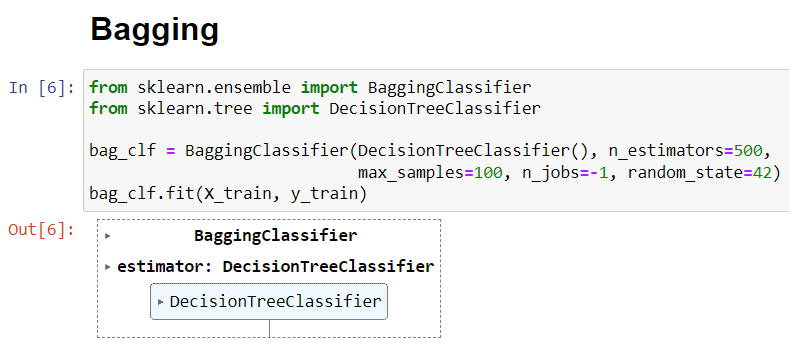 Bagging
In [6]:
from sklearn.ensemble import BaggingClassifier
from sklearn.tree import DecisionTreeClassifier
bag_clf = BaggingClassifier(DecisionTreeClassifier(), n_estimators=500,
max_samples=100, n_jobs=-1, random_state=42)
bag_clf.fit(X_train, y_train)
Out[6]:
BaggingClassifier
estimator: DecisionTreeClassifier
DecisionTreeClassifier